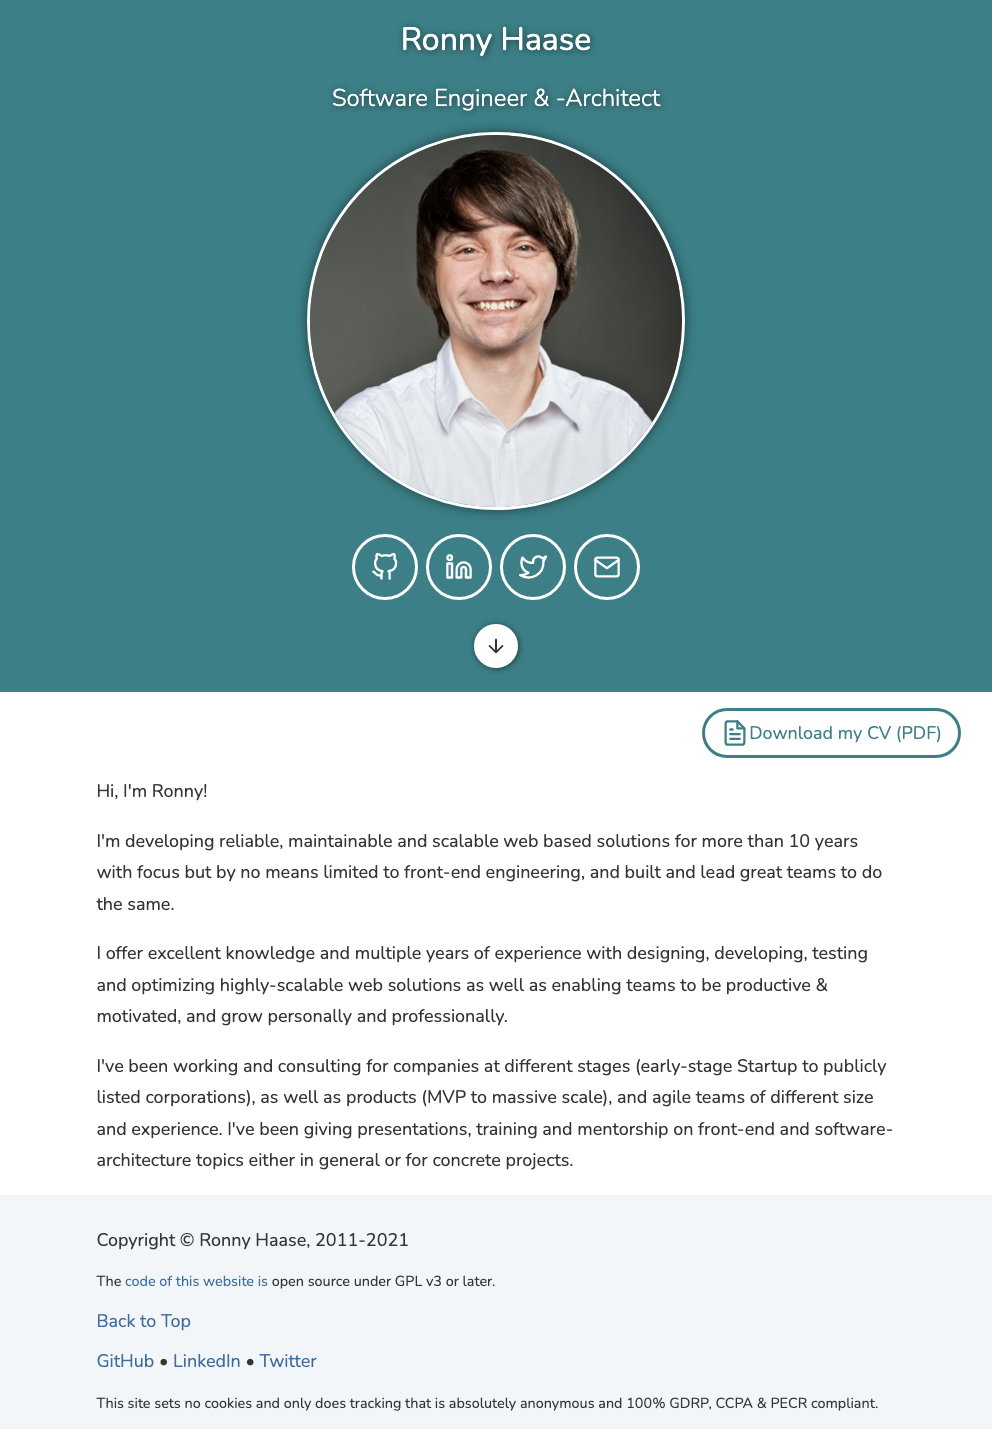 Ronny Haase
Software Engineer & -Architect
Download my CV (PDF)
Hi, I'm Ronny!
I'm developing reliable, maintainable and scalable web based solutions for more than 10 years
with focus but by no means limited to front-end engineering, and built and lead great teams to do
the same.
I offer excellent knowledge and multiple years of experience with designing, developing, testing
and optimizing highly-scalable web solutions as well as enabling teams to be productive &
motivated, and grow personally and professionally.
I've been working and consulting for companies at different stages (early-stage Startup to publicly
listed corporations), as well as products (MVP to massive scale), and agile teams of different size
and experience. I've been giving presentations, training and mentorship on front-end and software-
architecture topics either in general or for concrete projects.
Copyright © Ronny Haase, 2011-2021
The code of this website is open source under GPL v3 or later.
Back to Top
GitHub • LinkedIn • Twitter
This site sets no cookies and only does tracking that is absolutely anonymous and 100% GDRP, CCPA & PECR compliant.